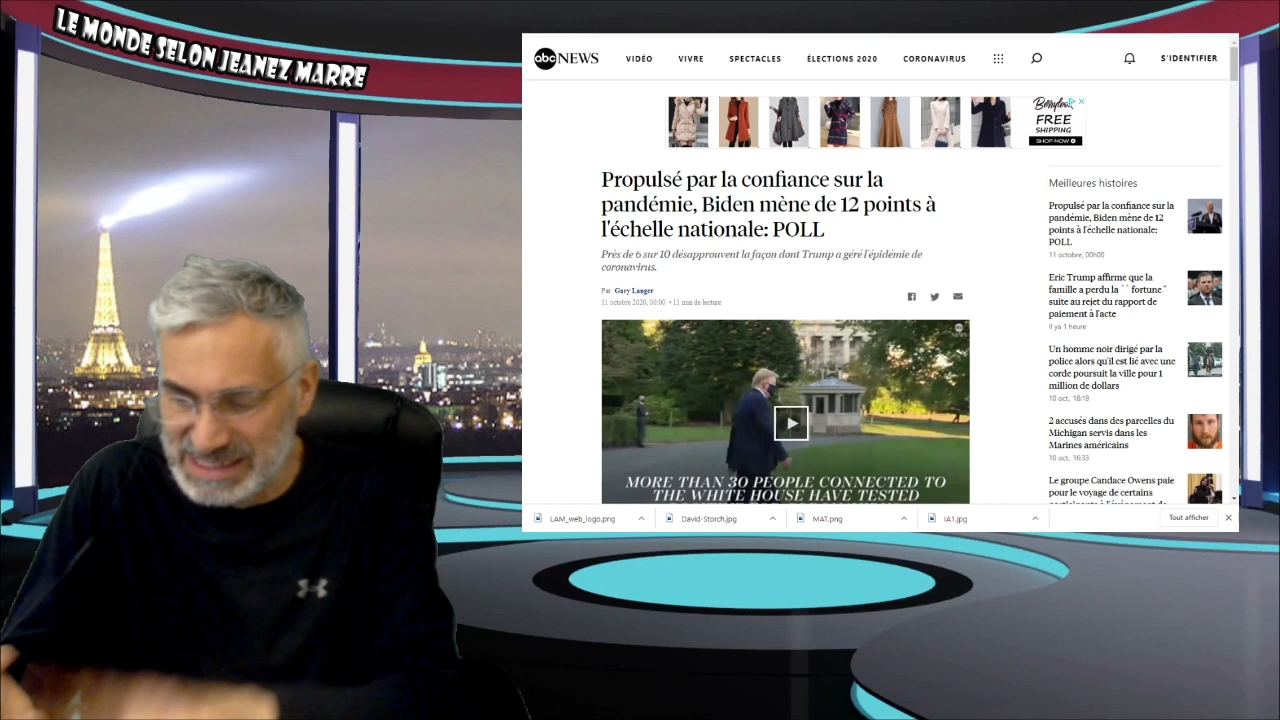 LE MONDE SELON JEANEZ MARRE
abc NEWS
VIDÉO
VIVRE
SPECTACLES
ÉLECTIONS 2020
CORONAVIRUS
S'IDENTIFIER
FREE
SHIPPING
SHOP NOW
Propulsé par la confiance sur la
pandémie, Biden mène de 12 points à
l'échelle nationale: POLL
Près de 6 sur 10 désapprouvent la façon dont Trump a géré l'épidémie de
coronavirus.
Par Gary Langer
11 octobre 2020, 00:00 • 11 min de lecture
abc NEWS
MORE THAN 30 PEOPLE CONNECTED TO
THE WHITE HOUSE HAVE TESTED
Meilleures histoires
Propulsé par la confiance sur la
pandémie, Biden mène de 12
points à l'échelle nationale:
POLL
11 octobre, 00h00
Eric Trump affirme que la
famille a perdu la ``fortune''
suite au rejet du rapport de
paiement à l'acte
Il ya 1 heure
Un homme noir dirigé par la
police alors qu'il est lié avec une
corde poursuit la ville pour 1
million de dollars
10 oct, 18:18
2 accusés dans des parcelles du
Michigan servis dans les
Marines américains
10 oct, 16:33
Le groupe Candace Owens paie
pour le voyage de certains
LAM_web_logo.png
David-Storch.jpg
MAT.png
IA1.jpg
Tout afficher